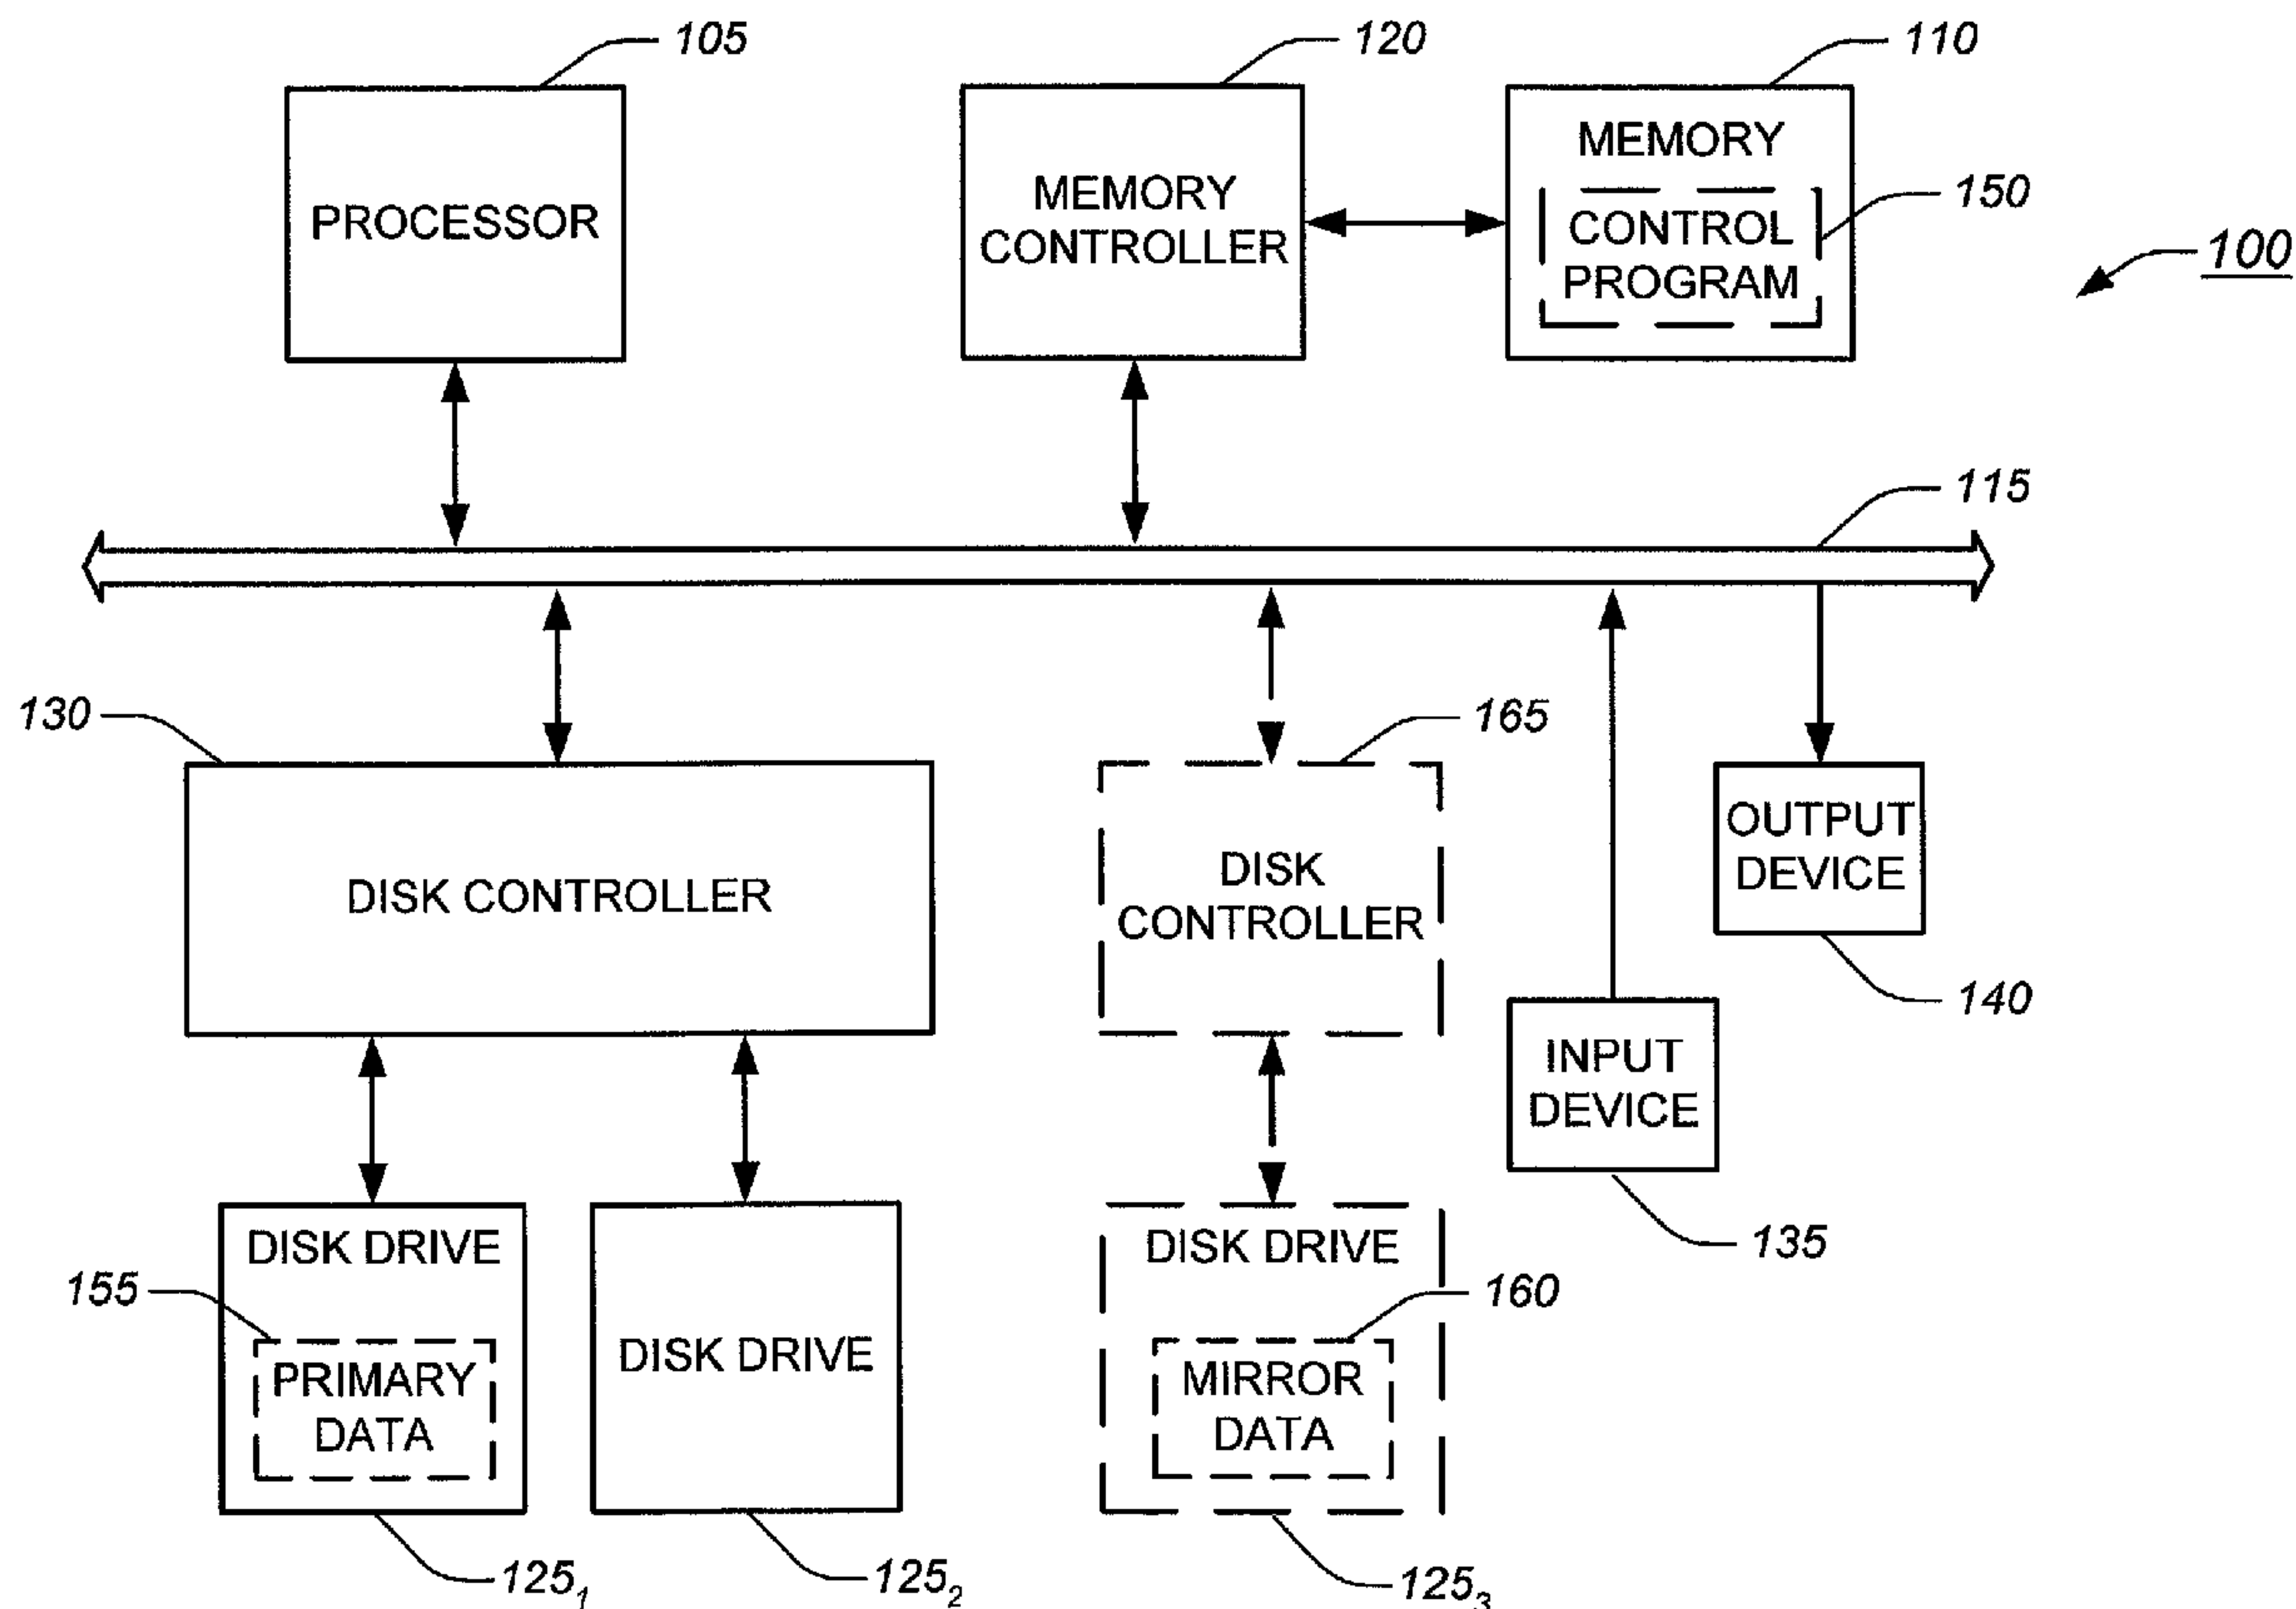 105
120
110
PROCESSOR
MEMORY
CONTROLLER
MEMORY
CONTROL
PROGRAM
150
100
115
130
165
DISK CONTROLLER
DISK
CONTROLLER
OUTPUT
DEVICE
140
INPUT
DEVICE
135
DISK DRIVE
155
PRIMARY
DATA
DISK DRIVE
DISK DRIVE
160
MIRROR
DATA
125₁
125₂
125₃